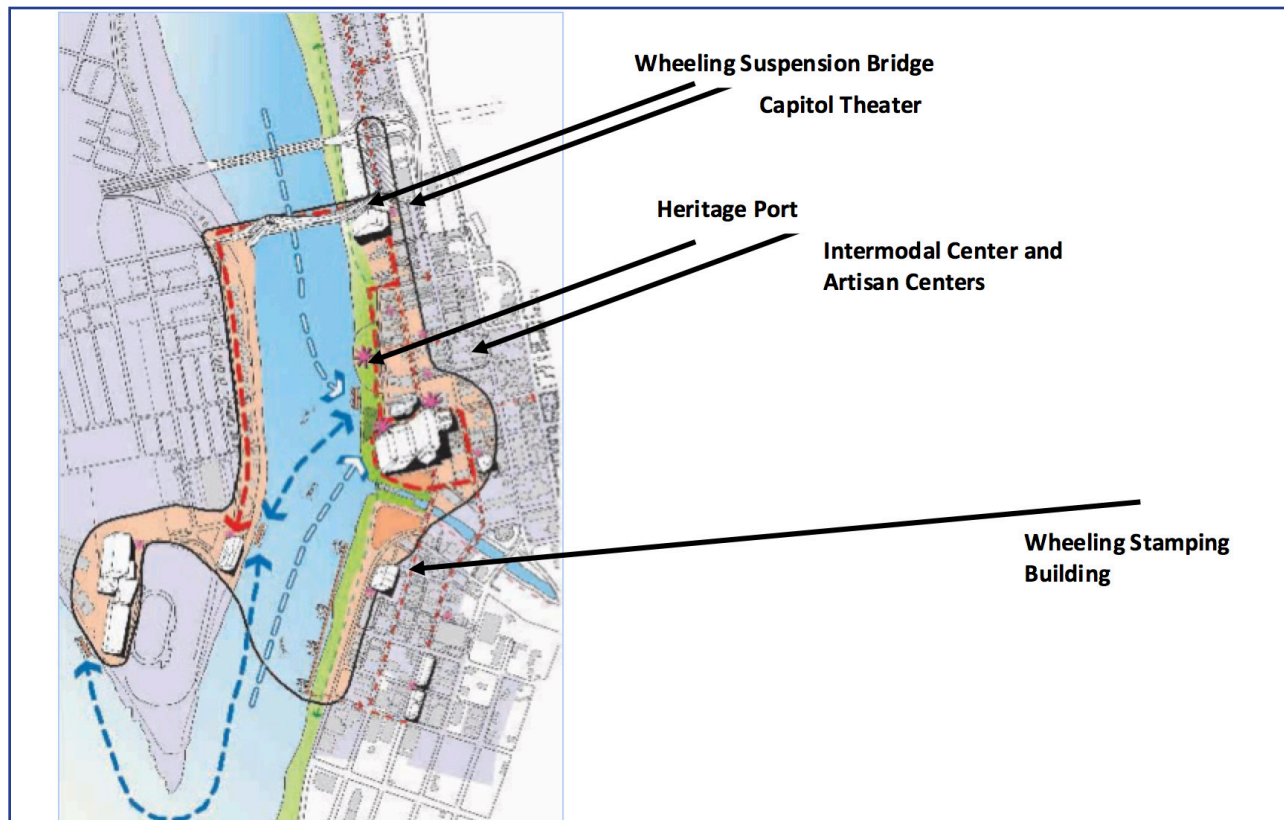 Wheeling Suspension Bridge
Capitol Theater
Heritage Port
Intermodal Center and
Artisan Centers
Wheeling Stamping
Building